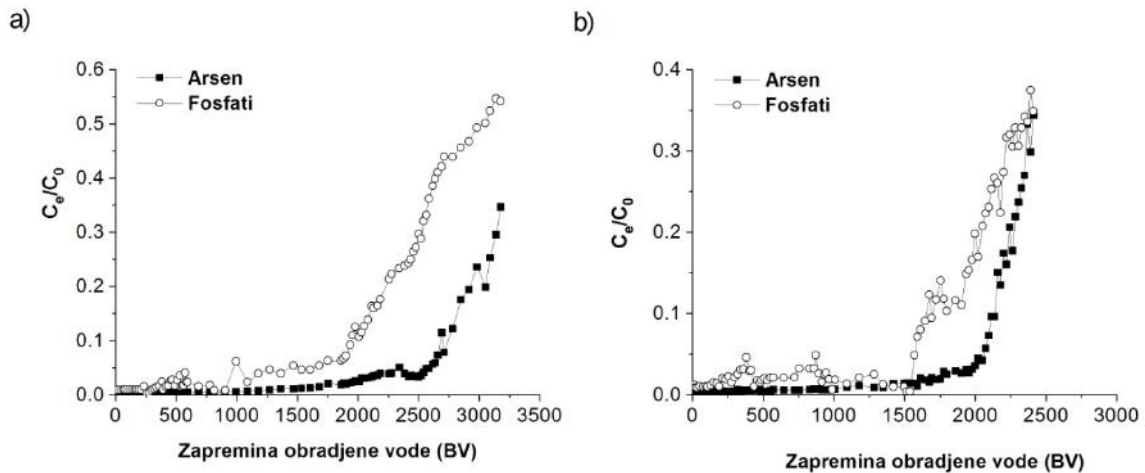 a)
Arsen
Fosfati
0.6
0.5
0.4
0.3
0.2
0.1
0.0
Ce/C0
0 500 1000 1500 2000 2500 3000 3500
Zapremina obradjene vode (BV)
b)
Arsen
Fosfati
0.4
0.3
0.2
0.1
0.0
Ce/C0
0 500 1000 1500 2000 2500 3000
Zapremina obradjene vode (BV)